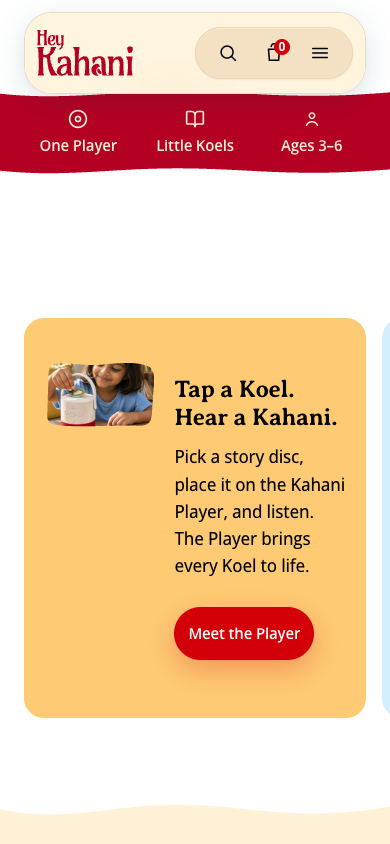 Hey
Kahani
0
One Player
Little Koels
Ages 3–6
Tap a Koel.
Hear a Kahani.
Pick a story disc,
place it on the Kahani
Player, and listen.
The Player brings
every Koel to life.
Meet the Player